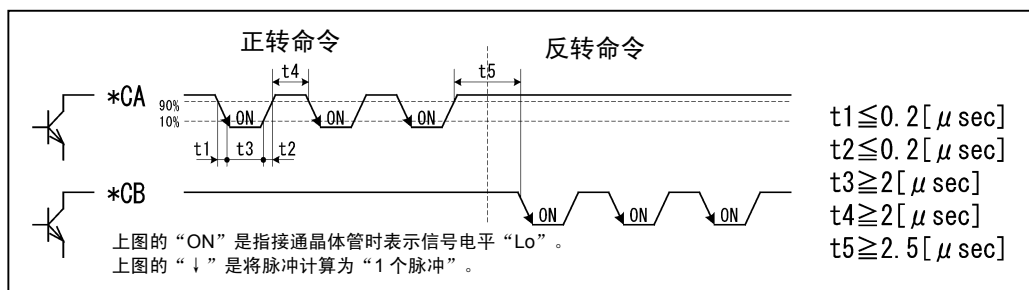 正转命令
反转命令
t4
t5
*CA
90%
10%
ON
ON
ON
t1
t3
t2
*CB
ON
ON
ON
上图的“ON”是指接通晶体管时表示信号电平“Lo”。
上图的“↓”是将脉冲计算为“1个脉冲”。
t1≦0.2[μsec]
t2≦0.2[μsec]
t3≧2[μsec]
t4≧2[μsec]
t5≧2.5[μsec]